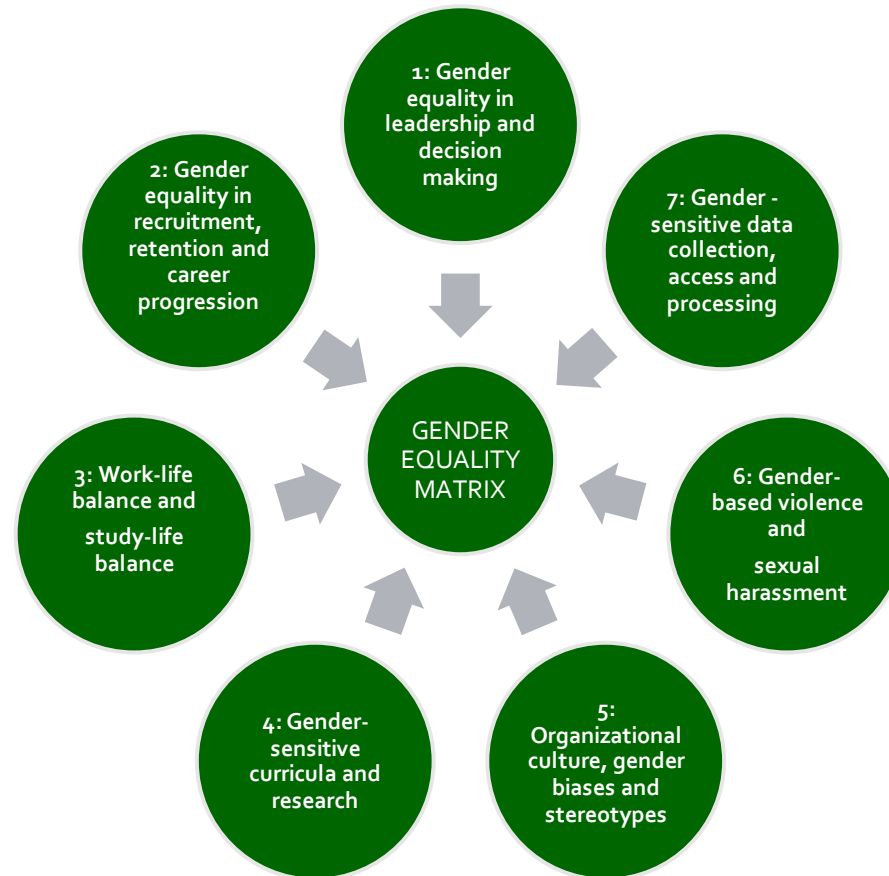 1: Gender
equality in
leadership and
decision
making
2: Gender
equality in
recruitment,
retention and
career
progression
7: Gender -
sensitive data
collection,
access and
processing
GENDER
EQUALITY
MATRIX
3: Work-life
balance and
study-life
balance
6: Gender-
based violence
and
sexual
harassment
4: Gender-
sensitive
curricula and
research
5:
Organizational
culture, gender
biases and
stereotypes